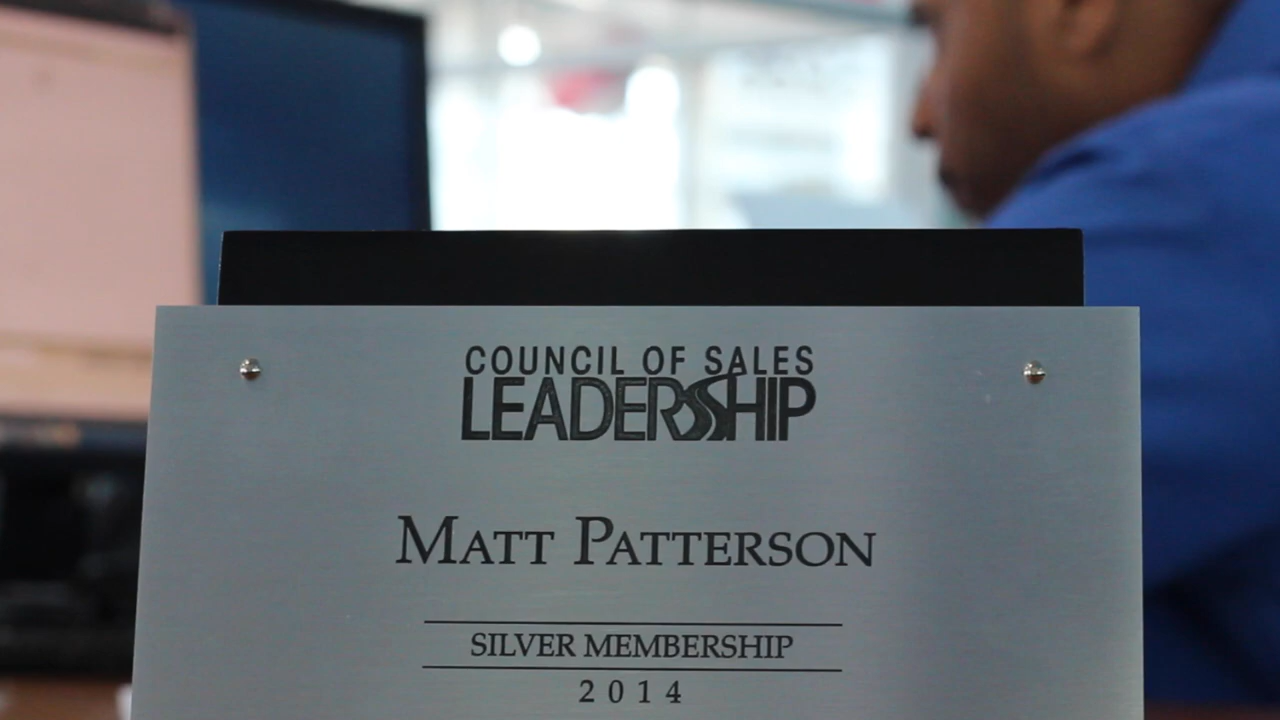 COUNCIL OF SALES
LEADERSHIP
MATT PATTERSON
SILVER MEMBERSHIP
2014